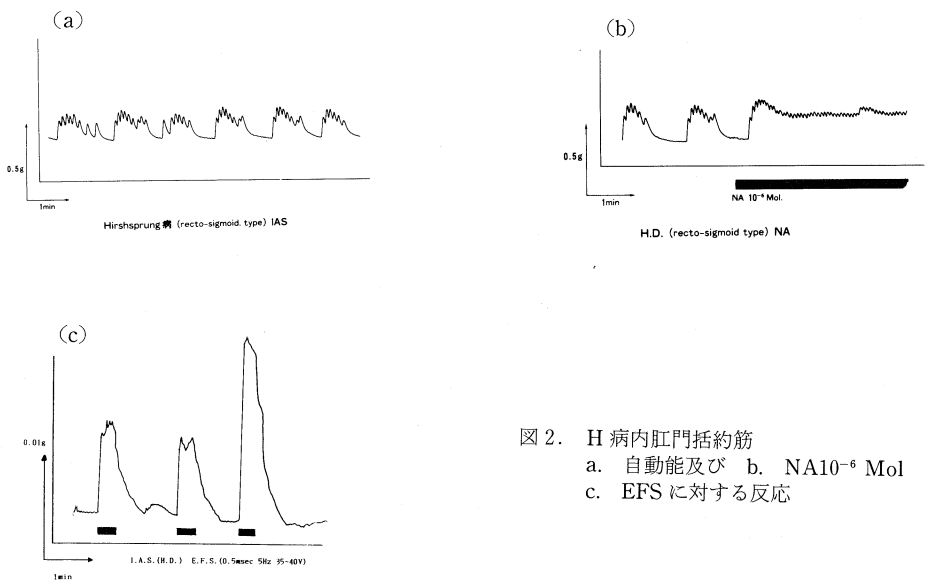 (a)
0.5g
1min
Hirshsprung病 (recto-sigmoid. type) IAS
(b)
0.5g
NA 10⁻⁶ Mol.
1min
H.D. (recto-sigmoid type) NA
(c)
0.01g
I.A.S.(H.D.) E.F.S.(0.5msec 5Hz 35-40V)
1min
図2. H病内肛門括約筋
a. 自動能及び b. NA10⁻⁶ Mol
c. EFSに対する反応